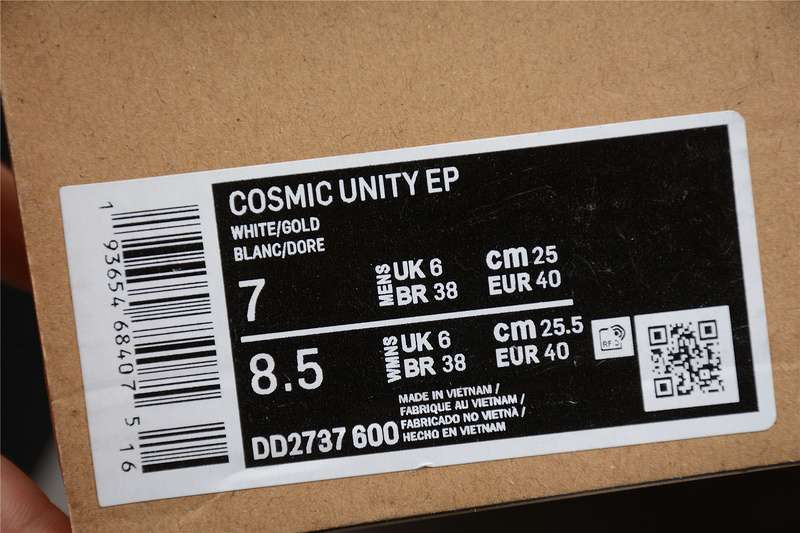 COSMIC UNITY EP
WHITE/GOLD
BLANC/DORE
7 MENS UK 6 cm 25
BR 38 EUR 40
8.5 WMNS UK 6 cm 25.5
BR 38 EUR 40
RFID
MADE IN VIETNAM /
FABRIQUE AU VIETNAM /
FABRICADO NO VIETNÃ /
HECHO EN VIETNAM
DD2737 600
1 93654 68407 5 16